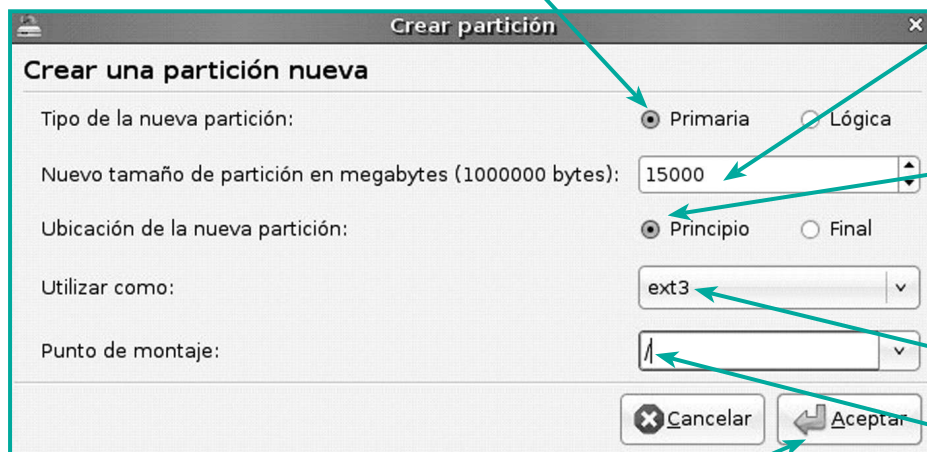 Crear partición
Crear una partición nueva
Tipo de la nueva partición: Primaria Lógica
Nuevo tamaño de partición en megabytes (1000000 bytes): 15000
Ubicación de la nueva partición: Principio Final
Utilizar como: ext3
Punto de montaje: /
Cancelar Aceptar